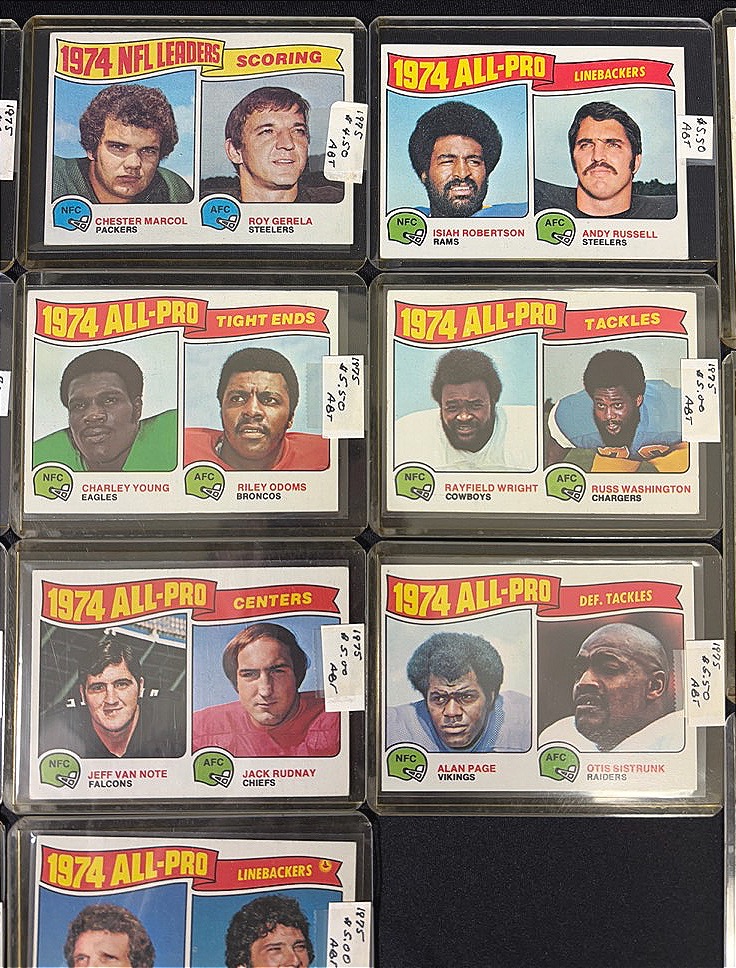 1974 NFL LEADERS SCORING
NFC CHESTER MARCOL
PACKERS
AFC ROY GERELA
STEELERS
1975
$4.50
ABT
1974 ALL-PRO LINEBACKERS
NFC ISIAH ROBERTSON
RAMS
AFC ANDY RUSSELL
STEELERS
$5.50
ABT
1974 ALL-PRO TIGHT ENDS
NFC CHARLEY YOUNG
EAGLES
AFC RILEY ODOMS
BRONCOS
1975
$5.50
ABT
1974 ALL-PRO TACKLES
NFC RAYFIELD WRIGHT
COWBOYS
AFC RUSS WASHINGTON
CHARGERS
1975
$5.00
ABT
1974 ALL-PRO CENTERS
NFC JEFF VAN NOTE
FALCONS
AFC JACK RUDNAY
CHIEFS
1975
$5.00
ABT
1974 ALL-PRO DEF. TACKLES
NFC ALAN PAGE
VIKINGS
AFC OTIS SISTRUNK
RAIDERS
1975
ABT
1974 ALL-PRO LINEBACKERS
1975
$5.00
ABT
1975